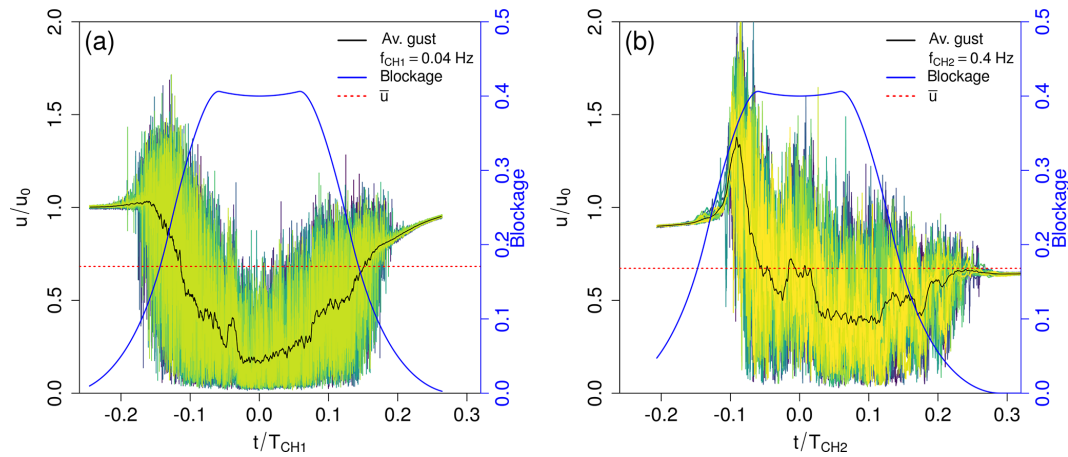 (a)
Av. gust
f_CH1 = 0.04 Hz
Blockage
u̅
2.0
1.5
1.0
0.5
0.0
u/u₀
-0.2
-0.1
0.0
0.1
0.2
0.3
t/T_CH1
0.5
0.4
0.3
0.2
0.1
0.0
Blockage
(b)
Av. gust
f_CH2 = 0.4 Hz
Blockage
u̅
2.0
1.5
1.0
0.5
0.0
u/u₀
-0.2
-0.1
0.0
0.1
0.2
0.3
t/T_CH2
0.5
0.4
0.3
0.2
0.1
0.0
Blockage